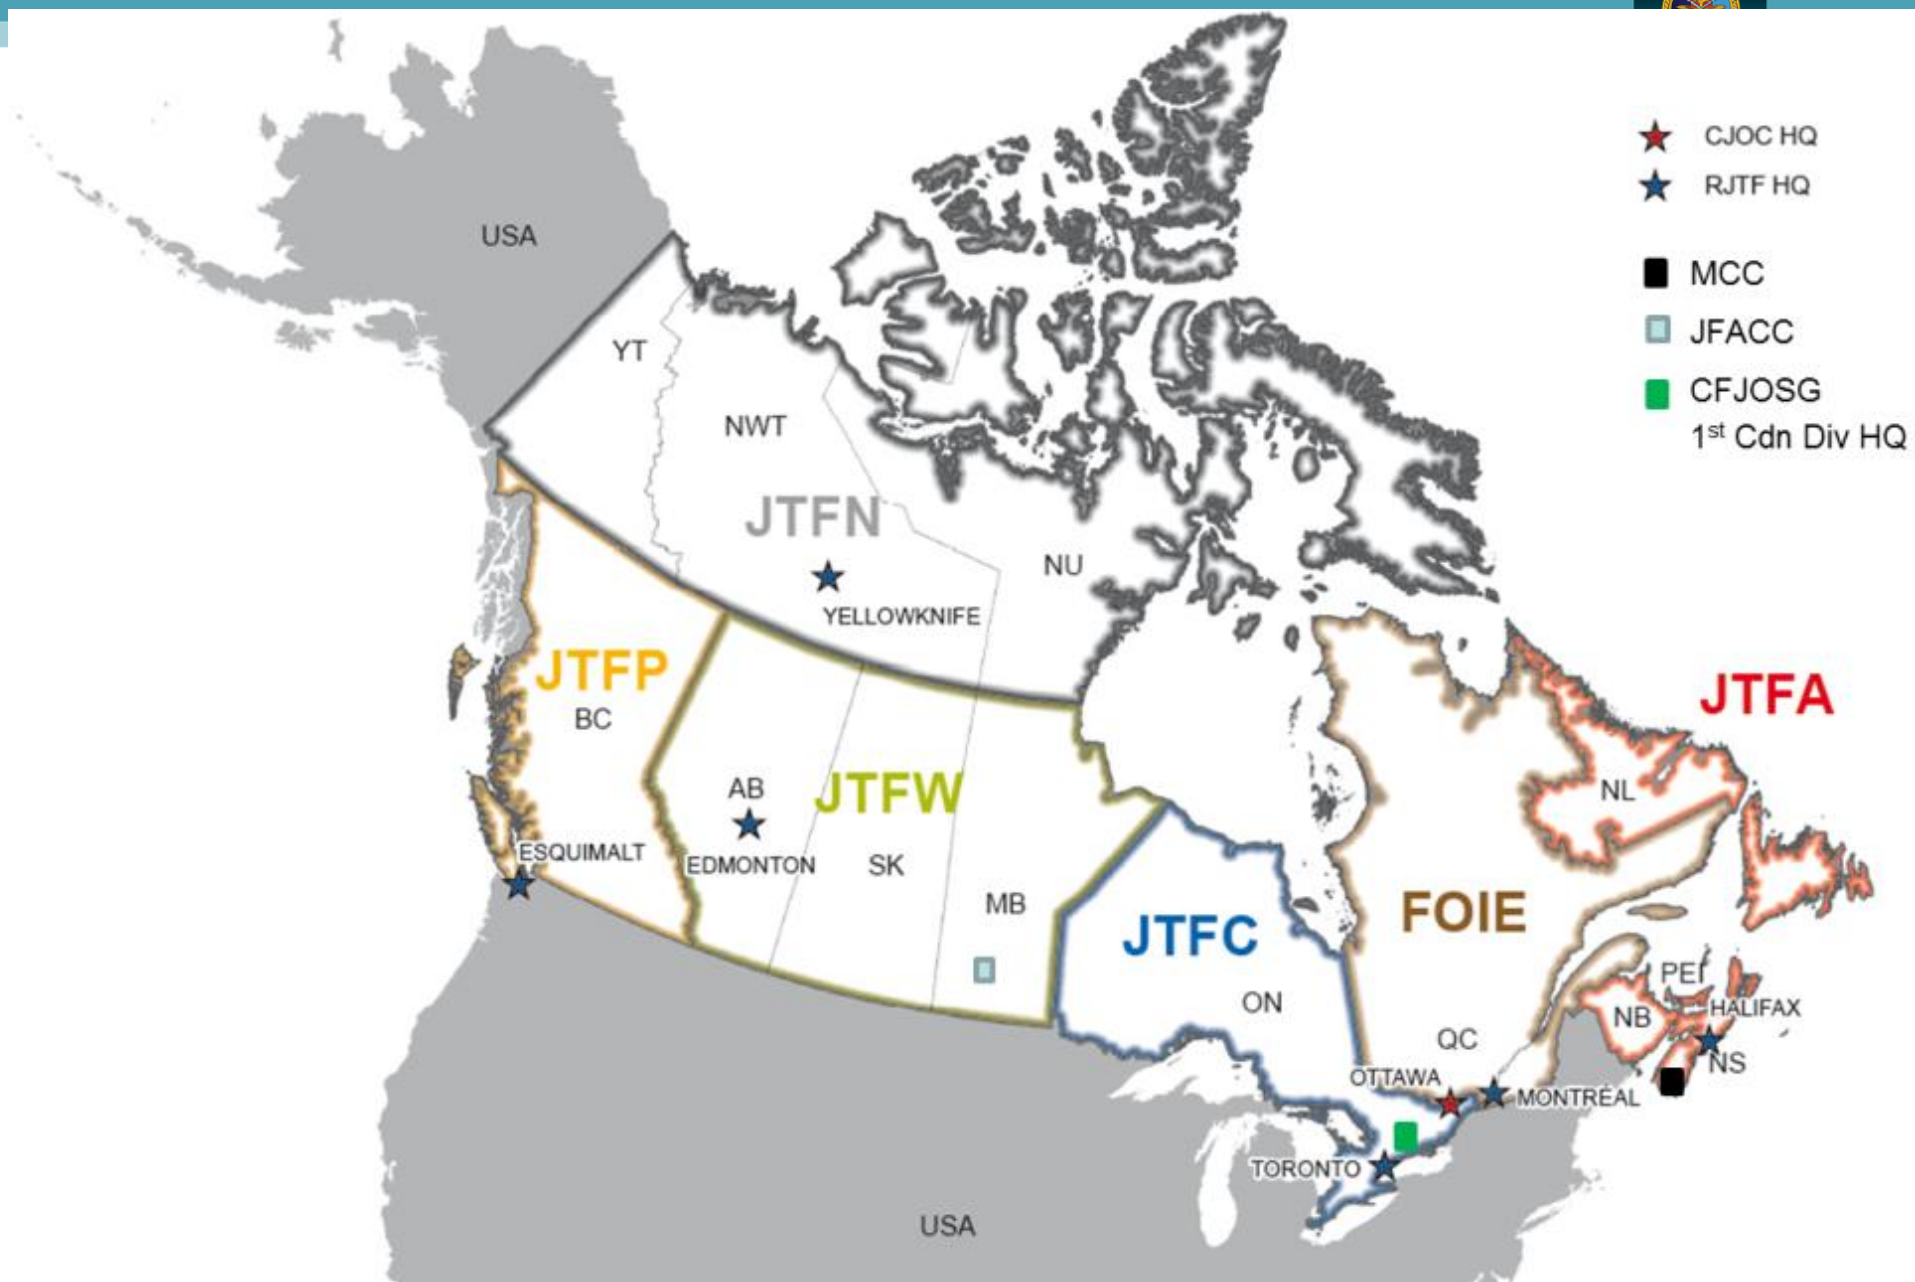 CJOC HQ
RJTF HQ
USA
MCC
JFACC
YT
CFJOSG
1st Cdn Div HQ
NWT
JTFN
NU
YELLOWKNIFE
JTFP
JTFA
BC
AB
JTFW
NL
ESQUIMALT
EDMONTON
SK
MB
FOIE
JTFC
PEI
ON
HALIFAX
NB
QC
NS
OTTAWA
MONTRÉAL
TORONTO
USA